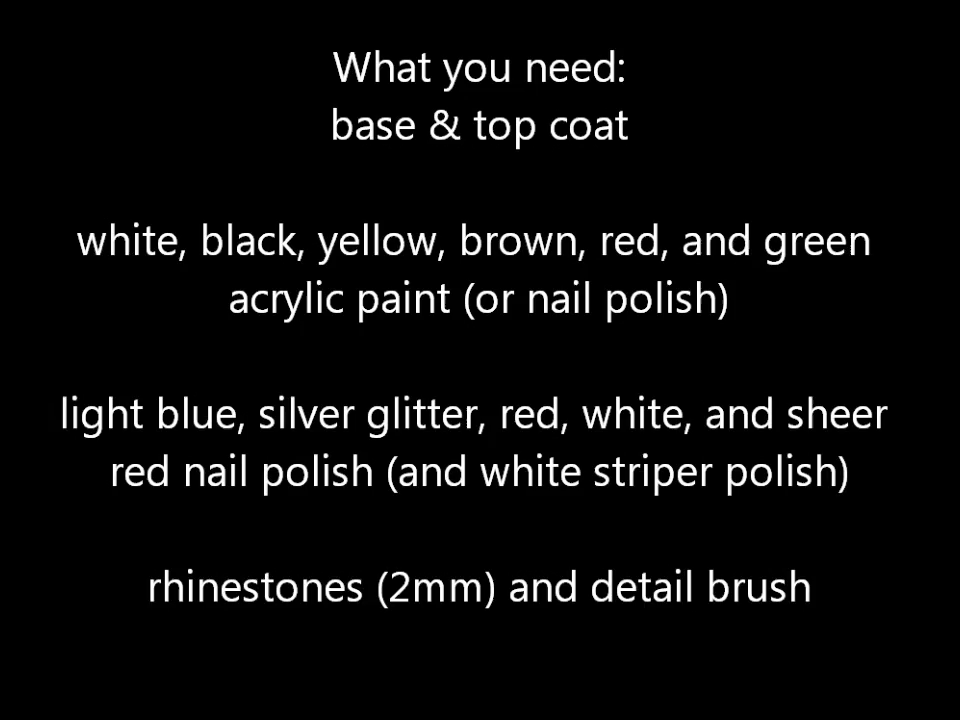 What you need:
base & top coat
white, black, yellow, brown, red, and green
acrylic paint (or nail polish)
light blue, silver glitter, red, white, and sheer
red nail polish (and white striper polish)
rhinestones (2mm) and detail brush